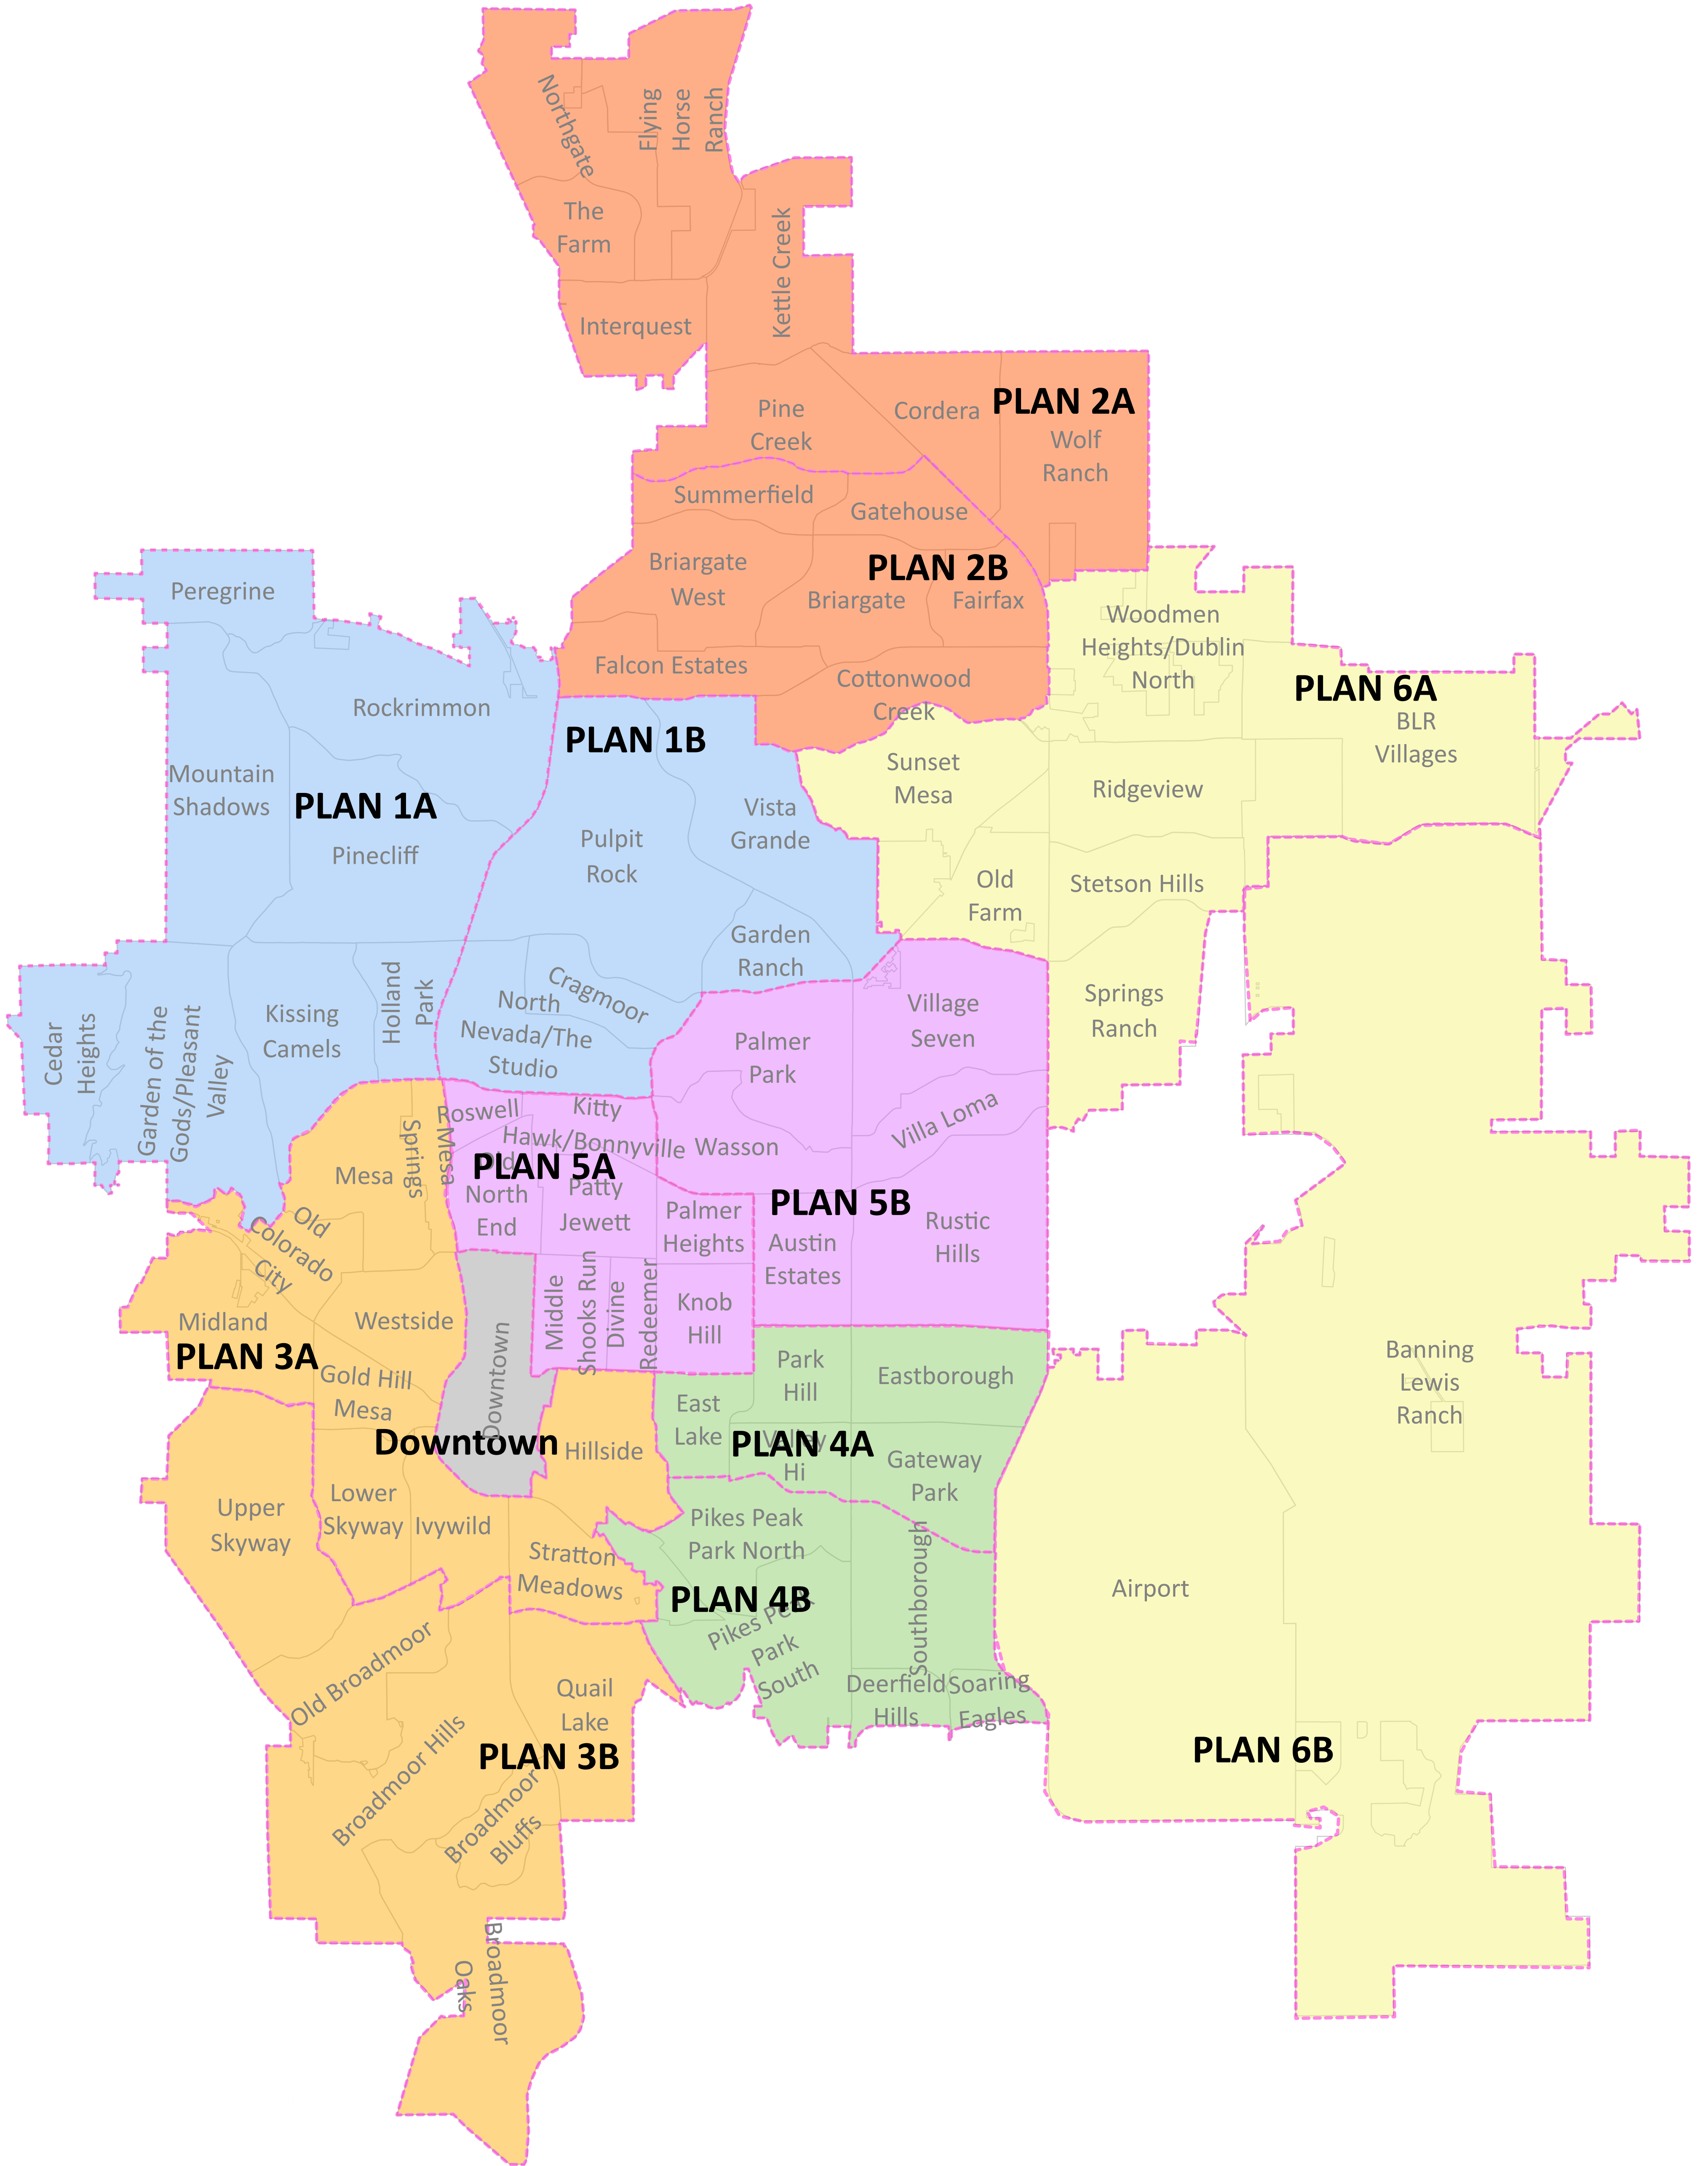 Northgate
Flying
Horse
Ranch
The
Farm
Kettle Creek
Interquest
PLAN 2A
Pine
Creek
Cordera
Wolf
Ranch
Summerfield
Gatehouse
Briargate
West
PLAN 2B
Briargate
Fairfax
Falcon Estates
Cottonwood
Creek
Peregrine
Rockrimmon
Mountain
Shadows
PLAN 1A
Pinecliff
PLAN 1B
Vista
Grande
Pulpit
Rock
Garden
Ranch
Cragmoor
North
Nevada/The
Studio
Cedar
Heights
Garden of the
Gods/Pleasant
Valley
Kissing
Camels
Holland
Park
Woodmen
Heights/Dublin
North
PLAN 6A
BLR
Villages
Sunset
Mesa
Ridgeview
Old
Farm
Stetson Hills
Springs
Ranch
Village
Seven
Palmer
Park
Villa Loma
Wasson
Roswell
Kitty
Hawk/Bonnyville
PLAN 5A
Old
North
End
Patty
Jewett
PLAN 5B
Palmer
Heights
Austin
Estates
Rustic
Hills
Middle
Shooks Run
Divine
Redeemer
Knob
Hill
Mesa
Springs
Mesa
Old
Colorado
City
Midland
PLAN 3A
Westside
Gold Hill
Mesa
Downtown
Downtown
Hillside
Upper
Skyway
Lower
Skyway
Ivywild
Stratton
Meadows
East
Lake
Park
Hill
Eastborough
PLAN 4A
Valley
Hi
Gateway
Park
Pikes Peak
Park North
PLAN 4B
Pikes Peak
Park
South
Southborough
Deerfield
Hills
Soaring
Eagles
Old Broadmoor
Quail
Lake
PLAN 3B
Broadmoor Hills
Broadmoor
Bluffs
Broadmoor
Oaks
Banning
Lewis
Ranch
Airport
PLAN 6B